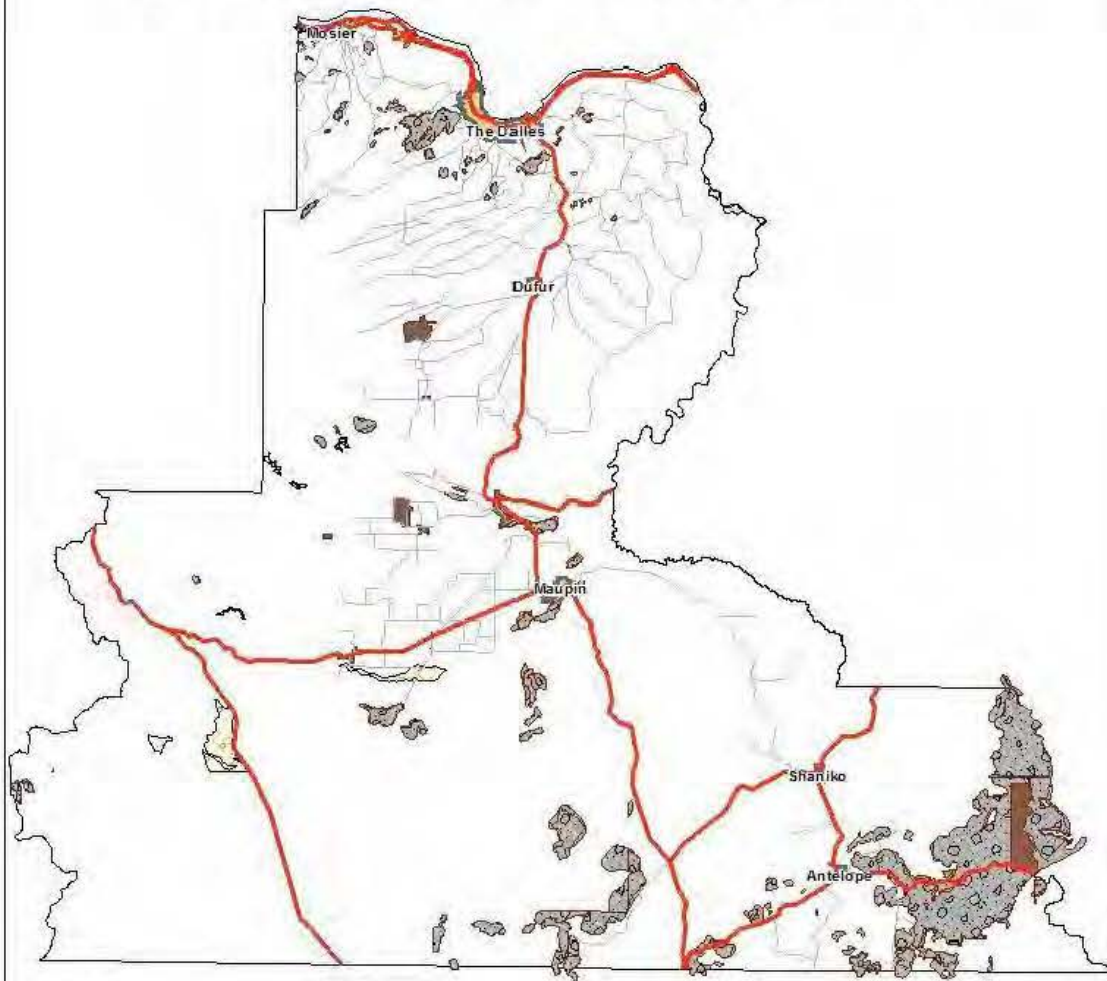 Mosier
The Dalles
Dufur
Maupin
Shaniko
Antelope